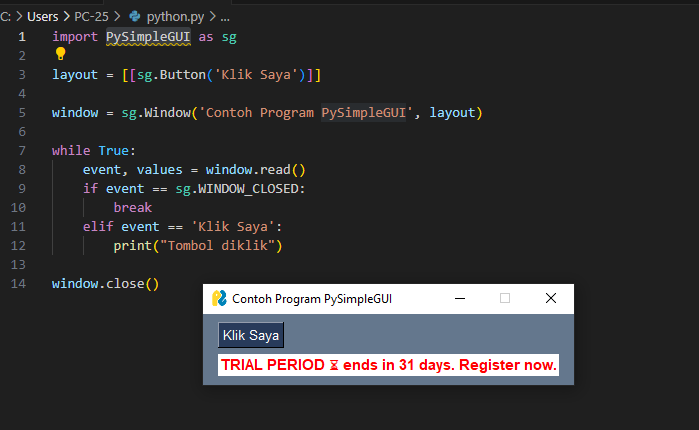 C: > Users > PC-25 > python.py > ...
1 import PySimpleGUI as sg
2
3 layout = [[sg.Button('Klik Saya')]]
4
5 window = sg.Window('Contoh Program PySimpleGUI', layout)
6
7 while True:
8     event, values = window.read()
9     if event == sg.WINDOW_CLOSED:
10         break
11     elif event == 'Klik Saya':
12         print("Tombol diklik")
13
14 window.close()
Contoh Program PySimpleGUI
Klik Saya
TRIAL PERIOD ⌛ ends in 31 days. Register now.